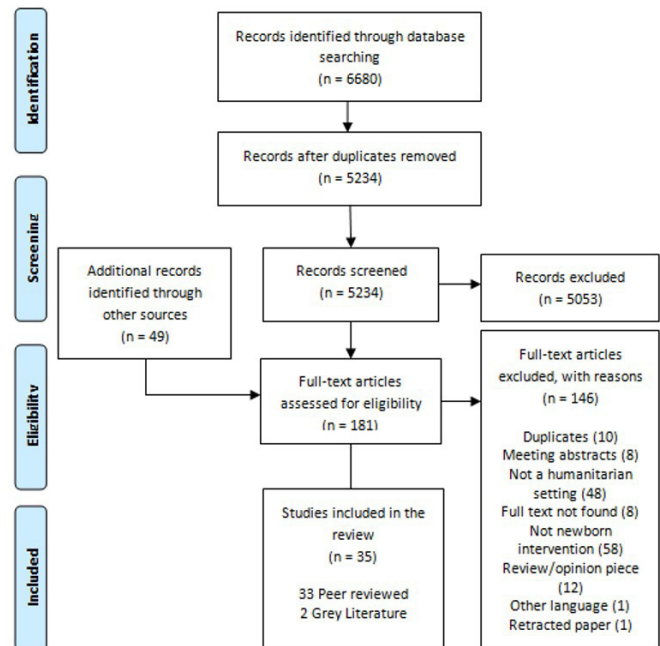 Identification
Records identified through database
searching
(n = 6680)
Records after duplicates removed
(n = 5234)
Screening
Additional records
identified through
other sources
(n = 49)
Records screened
(n = 5234)
Records excluded
(n = 5053)
Eligibility
Full-text articles
assessed for eligibility
(n = 181)
Full-text articles
excluded, with reasons
(n = 146)
Duplicates (10)
Meeting abstracts (8)
Not a humanitarian
setting (48)
Full text not found (8)
Not newborn
intervention (58)
Review/opinion piece
(12)
Other language (1)
Retracted paper (1)
Included
Studies included in the
review
(n = 35)
33 Peer reviewed
2 Grey Literature